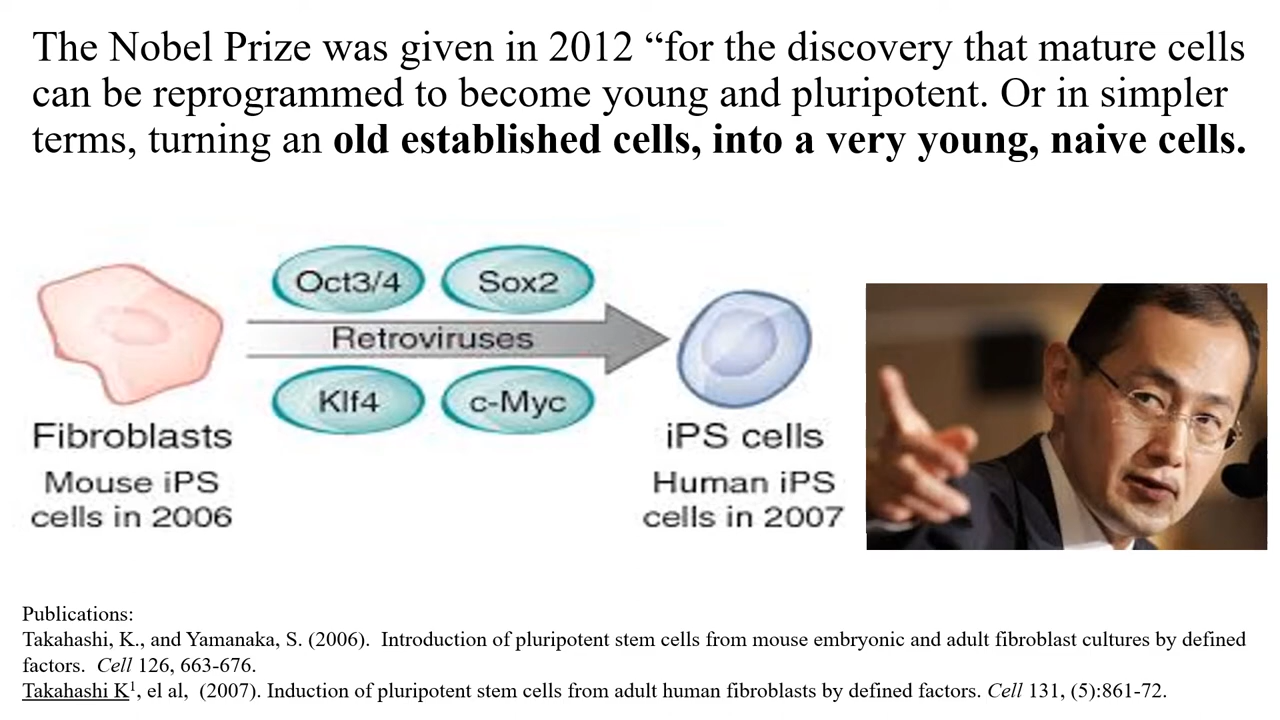 The Nobel Prize was given in 2012 “for the discovery that mature cells
can be reprogrammed to become young and pluripotent. Or in simpler
terms, turning an old established cells, into a very young, naive cells.
Oct3/4 Sox2
Retroviruses
Klf4 c-Myc
Fibroblasts
Mouse iPS
cells in 2006
iPS cells
Human iPS
cells in 2007
Publications:
Takahashi, K., and Yamanaka, S. (2006).  Introduction of pluripotent stem cells from mouse embryonic and adult fibroblast cultures by defined
factors.  Cell 126, 663-676.
Takahashi K1, el al,  (2007). Induction of pluripotent stem cells from adult human fibroblasts by defined factors. Cell 131, (5):861-72.